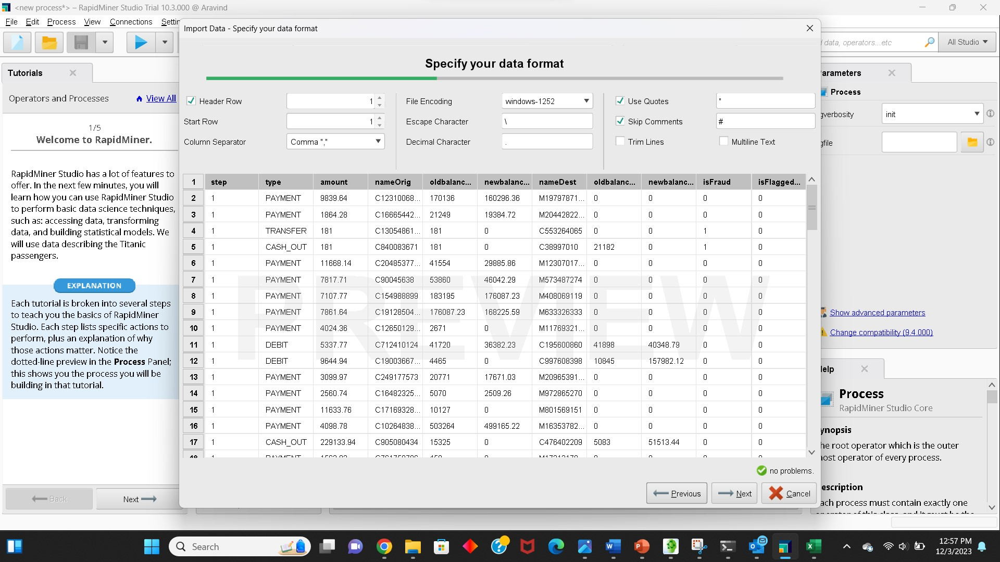 <new process*> – RapidMiner Studio Trial 10.3.000 @ Aravind
File Edit Process View Connections
Import Data - Specify your data format
data, operators...etc
All Studio
Specify your data format
Tutorials
Operators and Processes View All
1/5
Welcome to RapidMiner.
RapidMiner Studio has a lot of features to
offer. In the next few minutes, you will
learn how you can use RapidMiner Studio
to perform basic data science techniques,
such as: accessing data, transforming
data, and building statistical models. We
will use data describing the Titanic
passengers.
EXPLANATION
Each tutorial is broken into several steps
to teach you the basics of RapidMiner
Studio. Each step lists specific actions to
perform, plus an explanation of why
those actions matter. Notice the
dotted-line preview in the Process Panel;
this shows you the process you will be
building in that tutorial.
Back Next
Header Row 1 File Encoding windows-1252 Use Quotes "
Start Row 1 Escape Character \ Skip Comments #
Column Separator Comma "," Decimal Character . Trim Lines Multiline Text
1 step type amount nameOrig oldbalanc... newbalanc... nameDest oldbalanc... newbalanc... isFraud isFlagged...
2 1 PAYMENT 9839.64 C12310068... 170136 160296.36 M19797871... 0 0 0 0
3 1 PAYMENT 1864.28 C16665442... 21249 19384.72 M20442822... 0 0 0 0
4 1 TRANSFER 181 C13054861... 181 0 C553264065 0 0 1 0
5 1 CASH_OUT 181 C840083671 181 0 C38997010 21182 0 1 0
6 1 PAYMENT 11668.14 C20485377... 41554 29885.86 M12307017... 0 0 0 0
7 1 PAYMENT 7817.71 C90045638 53860 46042.29 M573487274 0 0 0 0
8 1 PAYMENT 7107.77 C154988899 183195 176087.23 M408069119 0 0 0 0
9 1 PAYMENT 7861.64 C19128504... 176087.23 168225.59 M633326333 0 0 0 0
10 1 PAYMENT 4024.36 C12650129... 2671 0 M11769321... 0 0 0 0
11 1 DEBIT 5337.77 C712410124 41720 36382.23 C195600860 41898 40348.79 0 0
12 1 DEBIT 9644.94 C19003667... 4465 0 C997608398 10845 157982.12 0 0
13 1 PAYMENT 3099.97 C249177573 20771 17671.03 M20965391... 0 0 0 0
14 1 PAYMENT 2560.74 C16482325... 5070 2509.26 M972865270 0 0 0 0
15 1 PAYMENT 11633.76 C17169328... 10127 0 M801569151 0 0 0 0
16 1 PAYMENT 4098.78 C10264838... 503264 499165.22 M16353782... 0 0 0 0
17 1 CASH_OUT 229133.94 C905080434 15325 0 C476402209 5083 51513.44 0 0
PREVIEW
no problems.
Previous Next Cancel
Process
init
Show advanced parameters
Change compatibility (9.4.000)
Process
RapidMiner Studio Core
root operator which is the outer
operator of every process.
process must contain exactly one
Search
12:57 PM
12/3/2023